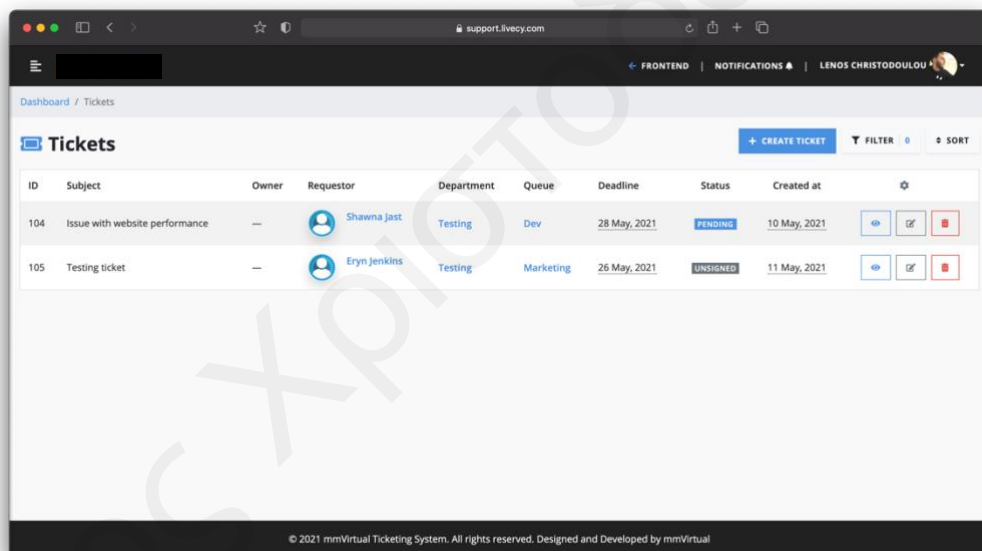 support.livecy.com
FRONTEND | NOTIFICATIONS | LENOS CHRISTODOULOU
Dashboard / Tickets
Tickets
+ CREATE TICKET FILTER 0 SORT
ID Subject Owner Requestor Department Queue Deadline Status Created at
104 Issue with website performance — Shawna Jast Testing Dev 28 May, 2021 PENDING 10 May, 2021
105 Testing ticket — Eryn Jenkins Testing Marketing 26 May, 2021 UNSIGNED 11 May, 2021
© 2021 mmVirtual Ticketing System. All rights reserved. Designed and Developed by mmVirtual